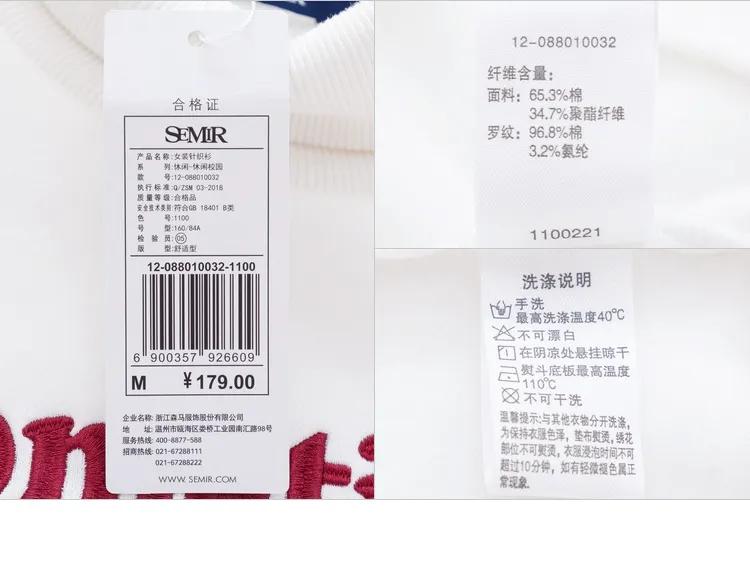 合格证
SEMIR
产品名称:女装针织衫
系 列:休闲-休闲校园
款 号:12-088010032
执行标准:Q/ZSM 03-2018
质量等级:合格品
安全技术类别:符合GB 18401 B类
色 号:1100
号 型:160/84A
检 验 员:05
版 型:舒适型
12-088010032-1100
6 900357 926609
M ¥179.00
企业名称:浙江森马服饰股份有限公司
地 址:温州市瓯海区娄桥工业园南汇路98号
服务热线:400-8877-588
招商热线:021-67288111
021-67288222
WWW.SEMIR.COM
12-088010032
纤维含量:
面料:65.3%棉
34.7%聚酯纤维
罗纹:96.8%棉
3.2%氨纶
1100221
洗涤说明
手洗
最高洗涤温度40℃
不可漂白
在阴凉处悬挂晾干
熨斗底板最高温度
110℃
不可干洗
温馨提示:与其他衣物分开洗涤,
为保持衣服色泽,垫布熨烫,绣花
部位不可熨烫,衣服浸泡时间不可
超过10分钟,如有轻微褪色属正
常现象.